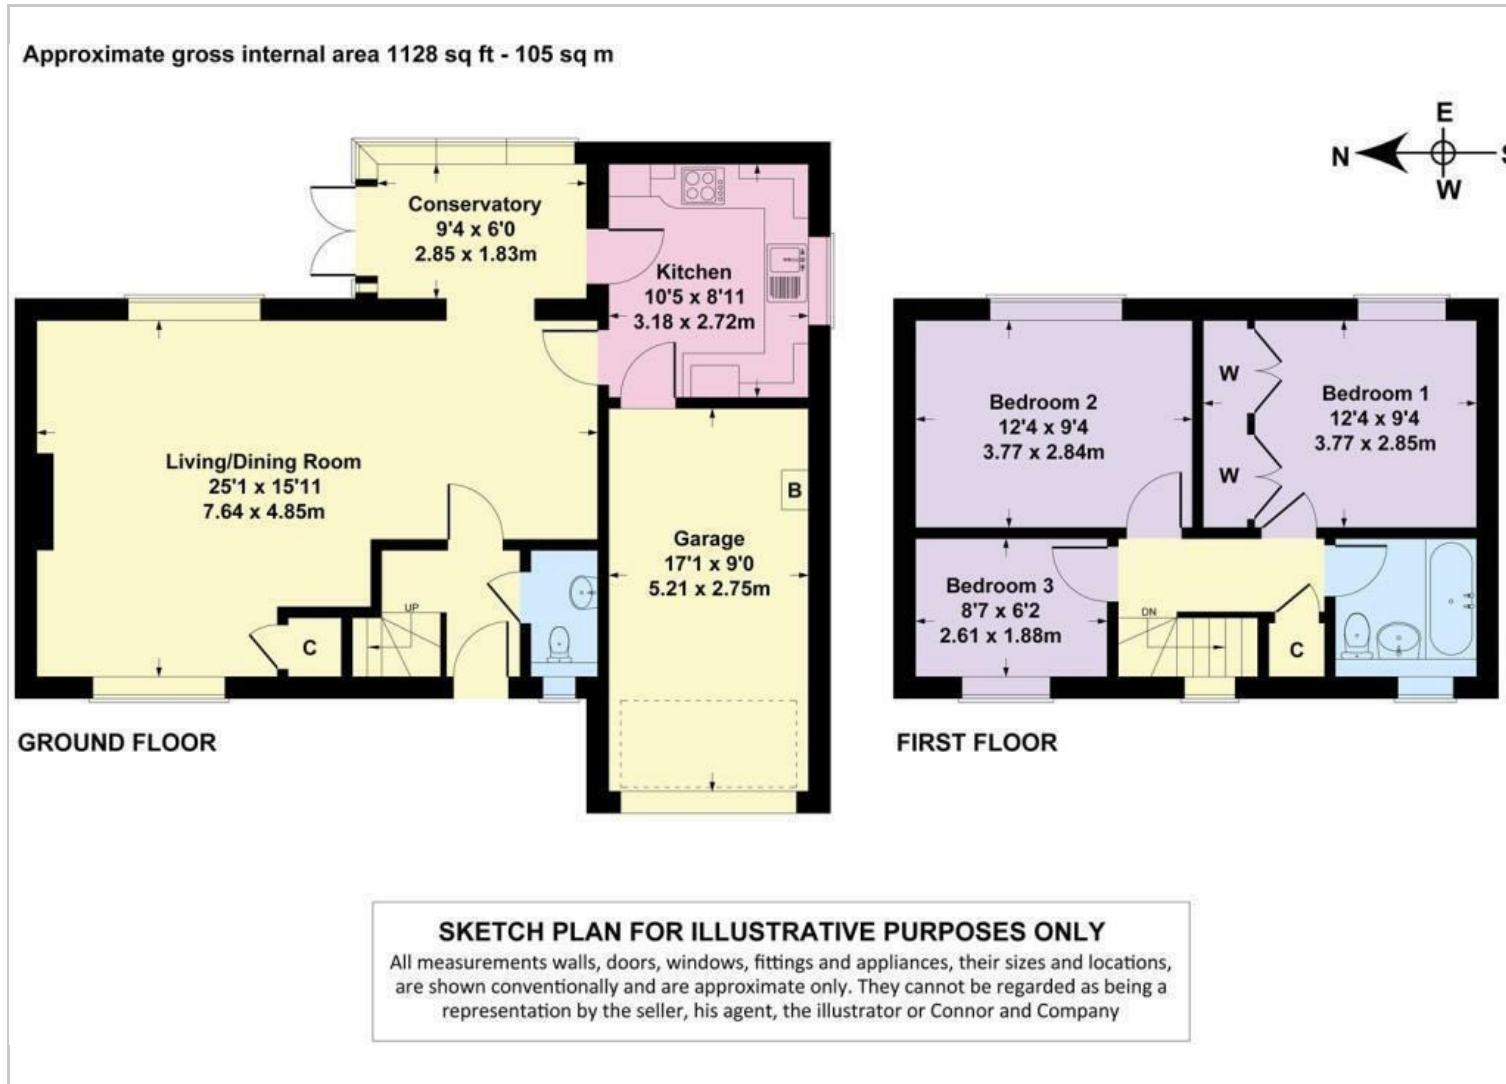 Approximate gross internal area 1128 sq ft - 105 sq m
E
N
S
W
Conservatory
9'4 x 6'0
2.85 x 1.83m
Kitchen
10'5 x 8'11
3.18 x 2.72m
Living/Dining Room
25'1 x 15'11
7.64 x 4.85m
B
Garage
17'1 x 9'0
5.21 x 2.75m
UP
C
GROUND FLOOR
Bedroom 2
12'4 x 9'4
3.77 x 2.84m
W
W
Bedroom 1
12'4 x 9'4
3.77 x 2.85m
Bedroom 3
8'7 x 6'2
2.61 x 1.88m
DN
C
FIRST FLOOR
SKETCH PLAN FOR ILLUSTRATIVE PURPOSES ONLY
All measurements walls, doors, windows, fittings and appliances, their sizes and locations,
are shown conventionally and are approximate only. They cannot be regarded as being a
representation by the seller, his agent, the illustrator or Connor and Company